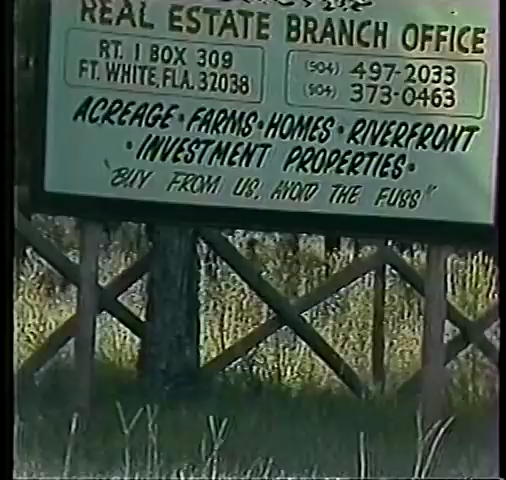 REAL ESTATE BRANCH OFFICE
RT. 1 BOX 309
FT. WHITE, FLA. 32038
(904) 497-2033
(904) 373-0463
ACREAGE • FARMS • HOMES • RIVERFRONT
• INVESTMENT PROPERTIES •
"BUY FROM US, AVOID THE FUSS"